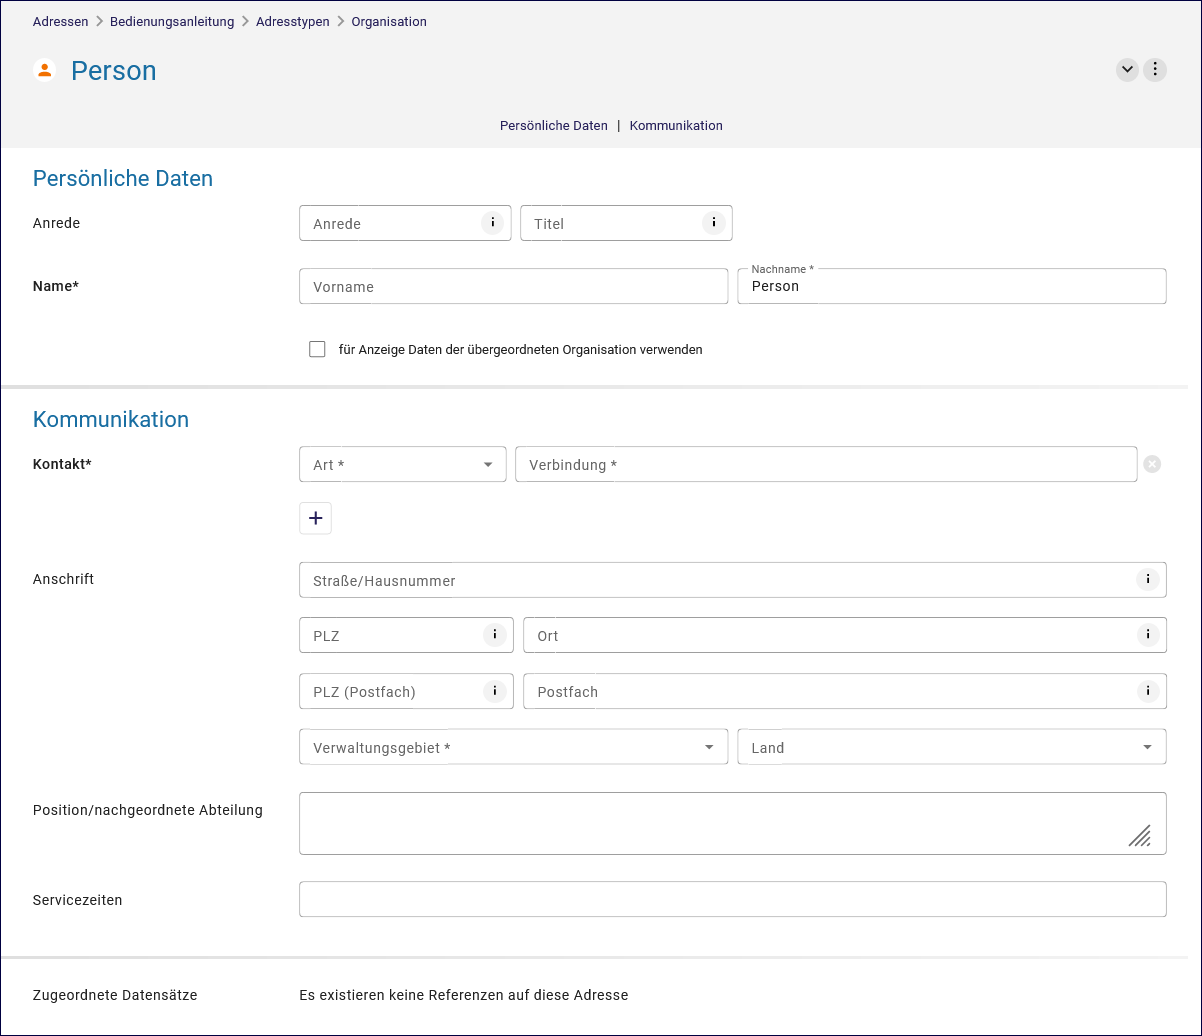 Adressen > Bedienungsanleitung > Adresstypen > Organisation
Person
Persönliche Daten | Kommunikation
Persönliche Daten
Anrede Anrede i Titel i
Nachname *
Name* Vorname Person
für Anzeige Daten der übergeordneten Organisation verwenden
Kommunikation
Kontakt* Art * Verbindung *
+
Anschrift Straße/Hausnummer i
PLZ i Ort i
PLZ (Postfach) i Postfach i
Verwaltungsgebiet * Land
Position/nachgeordnete Abteilung
Servicezeiten
Zugeordnete Datensätze Es existieren keine Referenzen auf diese Adresse